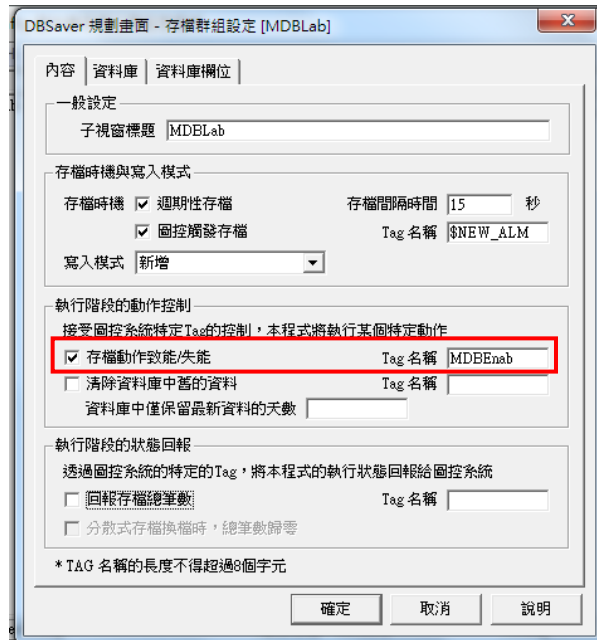 DBSaver 規劃畫面 - 存檔群組設定 [MDBLab]
內容 資料庫 資料庫欄位
一般設定
子視窗標題 MDBLab
存檔時機與寫入模式
存檔時機 週期性存檔 存檔間隔時間 15 秒
圖控觸發存檔 Tag 名稱 $NEW_ALM
寫入模式 新增
執行階段的動作控制
接受圖控系統特定Tag的控制，本程式將執行某個特定動作
存檔動作致能/失能 Tag 名稱 MDBEnab
清除資料庫中舊的資料 Tag 名稱
資料庫中僅保留最新資料的天數
執行階段的狀態回報
透過圖控系統的特定的Tag，將本程式的執行狀態回報給圖控系統
回報存檔總筆數 Tag 名稱
分散式存檔換檔時，總筆數歸零
* TAG 名稱的長度不得超過8個字元
確定 取消 說明